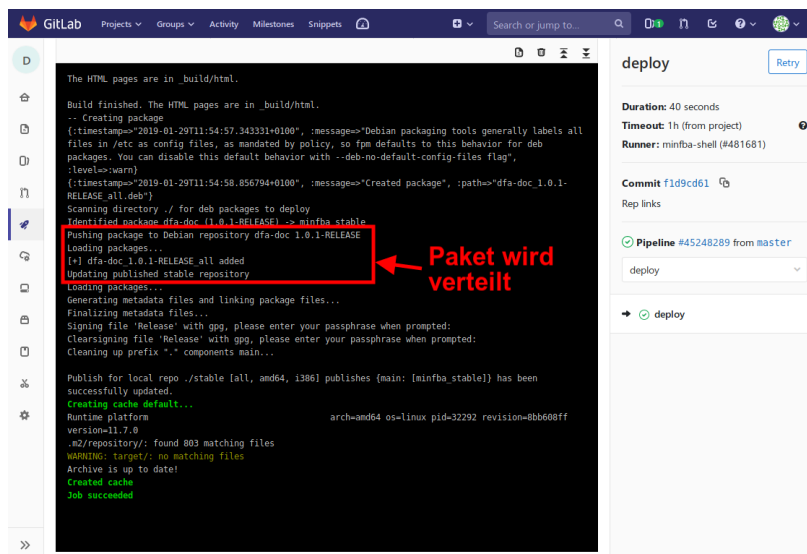 GitLab Projects Groups Activity Milestones Snippets Search or jump to...
D
The HTML pages are in _build/html.
Build finished. The HTML pages are in _build/html.
-- Creating package
{:timestamp=>"2019-01-29T11:54:57.343331+0100", :message=>"Debian packaging tools generally labels all
files in /etc as config files, as mandated by policy, so fpm defaults to this behavior for deb
packages. You can disable this default behavior with --deb-no-default-config-files flag",
:level=>:warn}
{:timestamp=>"2019-01-29T11:54:58.856794+0100", :message=>"Created package", :path=>"dfa-doc_1.0.1-
RELEASE_all.deb"}
Scanning directory ./ for deb packages to deploy
Identified package dfa-doc (1.0.1-RELEASE) -> minfba stable
Pushing package to Debian repository dfa-doc 1.0.1-RELEASE
Loading packages...
[+] dfa-doc_1.0.1-RELEASE_all added
Updating published stable repository
Loading packages...
Generating metadata files and linking package files...
Finalizing metadata files...
Signing file 'Release' with gpg, please enter your passphrase when prompted:
Clearsigning file 'Release' with gpg, please enter your passphrase when prompted:
Cleaning up prefix "." components main...
Publish for local repo ./stable [all, amd64, i386] publishes {main: [minfba_stable]} has been
successfully updated.
Creating cache default...
Runtime platform arch=amd64 os=linux pid=32292 revision=8bb608ff
version=11.7.0
.m2/repository/: found 803 matching files
WARNING: target/: no matching files
Archive is up to date!
Created cache
Job succeeded
Paket wird
verteilt
deploy Retry
Duration: 40 seconds
Timeout: 1h (from project)
Runner: minfba-shell (#481681)
Commit f1d9cd61
Rep links
Pipeline #45248289 from master
deploy
deploy